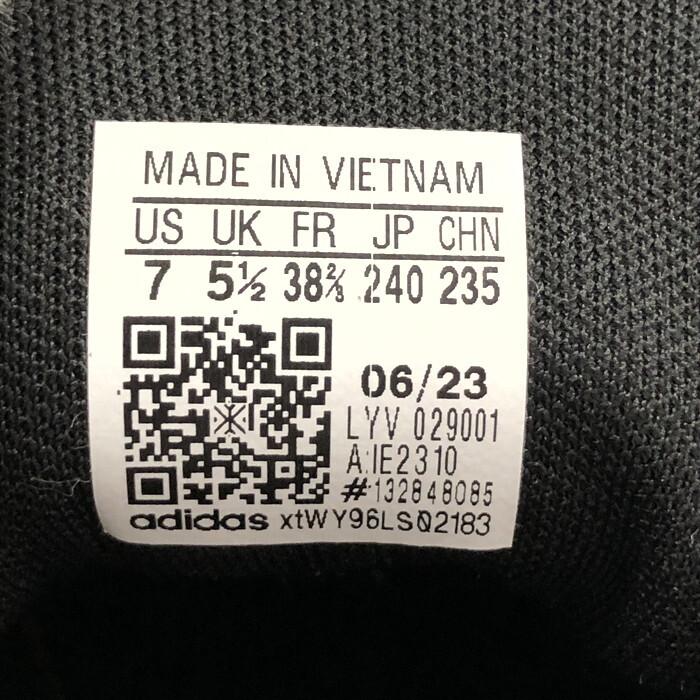 MADE IN VIETNAM
US UK FR JP CHN
7 5½ 38⅔ 240 235
06/23
LYV 029001
A:IE2310
#132848085
adidas xtWY96LSQ2183